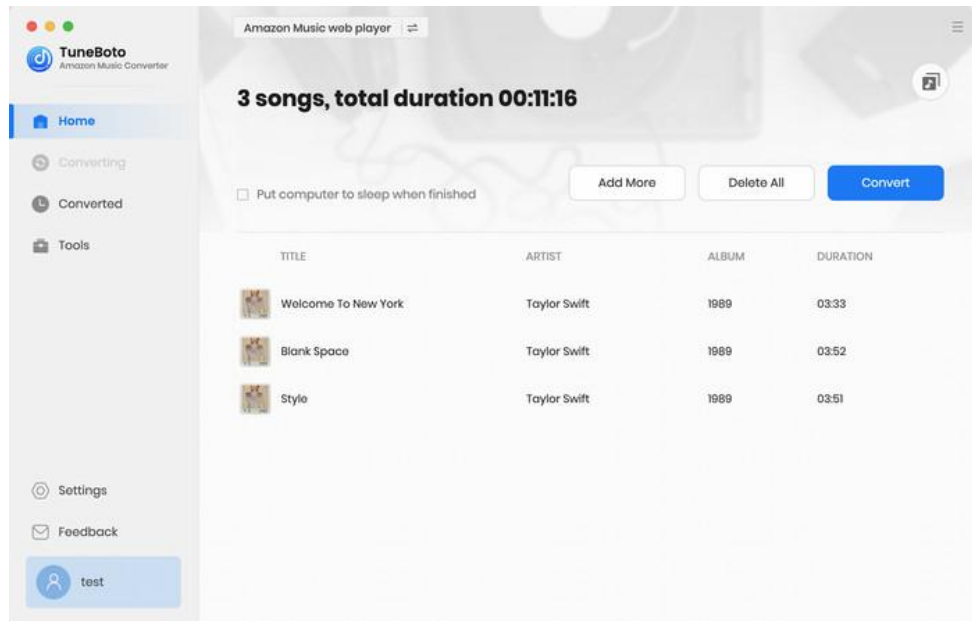 TuneBoto
Amazon Music Converter
Home
Converting
Converted
Tools
Settings
Feedback
test
Amazon Music web player
3 songs, total duration 00:11:16
Put computer to sleep when finished
Add More
Delete All
Convert
TITLE ARTIST ALBUM DURATION
Welcome To New York Taylor Swift 1989 03:33
Blank Space Taylor Swift 1989 03:52
Style Taylor Swift 1989 03:51